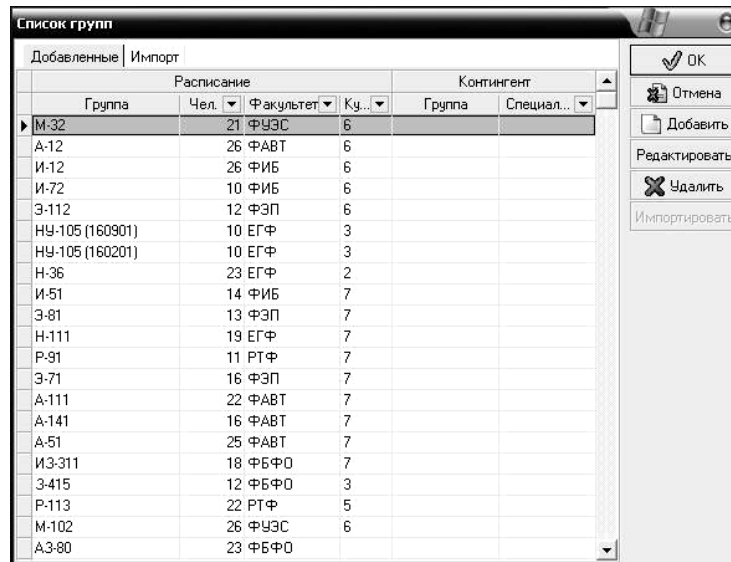 Список групп
Добавленные Импорт
OK
Отмена
Добавить
Редактировать
Удалить
Импортировать
Расписание Контингент
Группа Чел. Факультет Ку... Группа Специал...
М-32 21 ФУЭС 6
А-12 26 ФАВТ 6
И-12 26 ФИБ 6
И-72 10 ФИБ 6
Э-112 12 ФЭП 6
НУ-105 (160901) 10 ЕГФ 3
НУ-105 (160201) 10 ЕГФ 3
Н-36 23 ЕГФ 2
И-51 14 ФИБ 7
Э-81 13 ФЭП 7
Н-111 19 ЕГФ 7
Р-91 11 РТФ 7
Э-71 16 ФЭП 7
А-111 22 ФАВТ 7
А-141 16 ФАВТ 7
А-51 25 ФАВТ 7
ИЗ-311 18 ФБФО 7
З-415 12 ФБФО 3
Р-113 22 РТФ 5
М-102 26 ФУЭС 6
АЗ-80 23 ФБФО